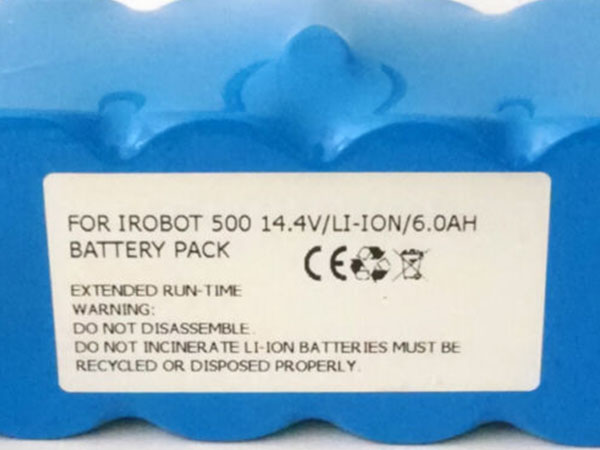 FOR IROBOT 500 14.4V/LI-ION/6.0AH
BATTERY PACK
CE
EXTENDED RUN-TIME
WARNING:
DO NOT DISASSEMBLE.
DO NOT INCINERATE LI-ION BATTERIES MUST BE
RECYCLED OR DISPOSED PROPERLY.